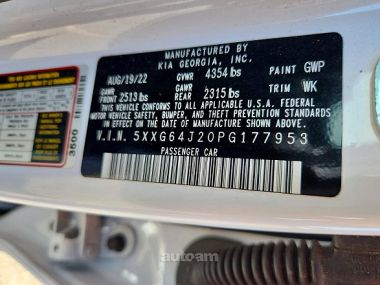 MANUFACTURED BY
KIA GEORGIA, INC.
AUG/19/22 GVWR 4354 lbs PAINT GWP
GAWR FRONT 2513 lbs GAWR REAR 2315 lbs TRIM WK
THIS VEHICLE CONFORMS TO ALL APPLICABLE U.S.A. FEDERAL
MOTOR VEHICLE SAFETY, BUMPER, AND THEFT PREVENTION STANDARDS
IN EFFECT ON THE DATE OF MANUFACTURE SHOWN ABOVE.
V.I.N. 5XXG64J20PG177953
PASSENGER CAR
3500
autoam